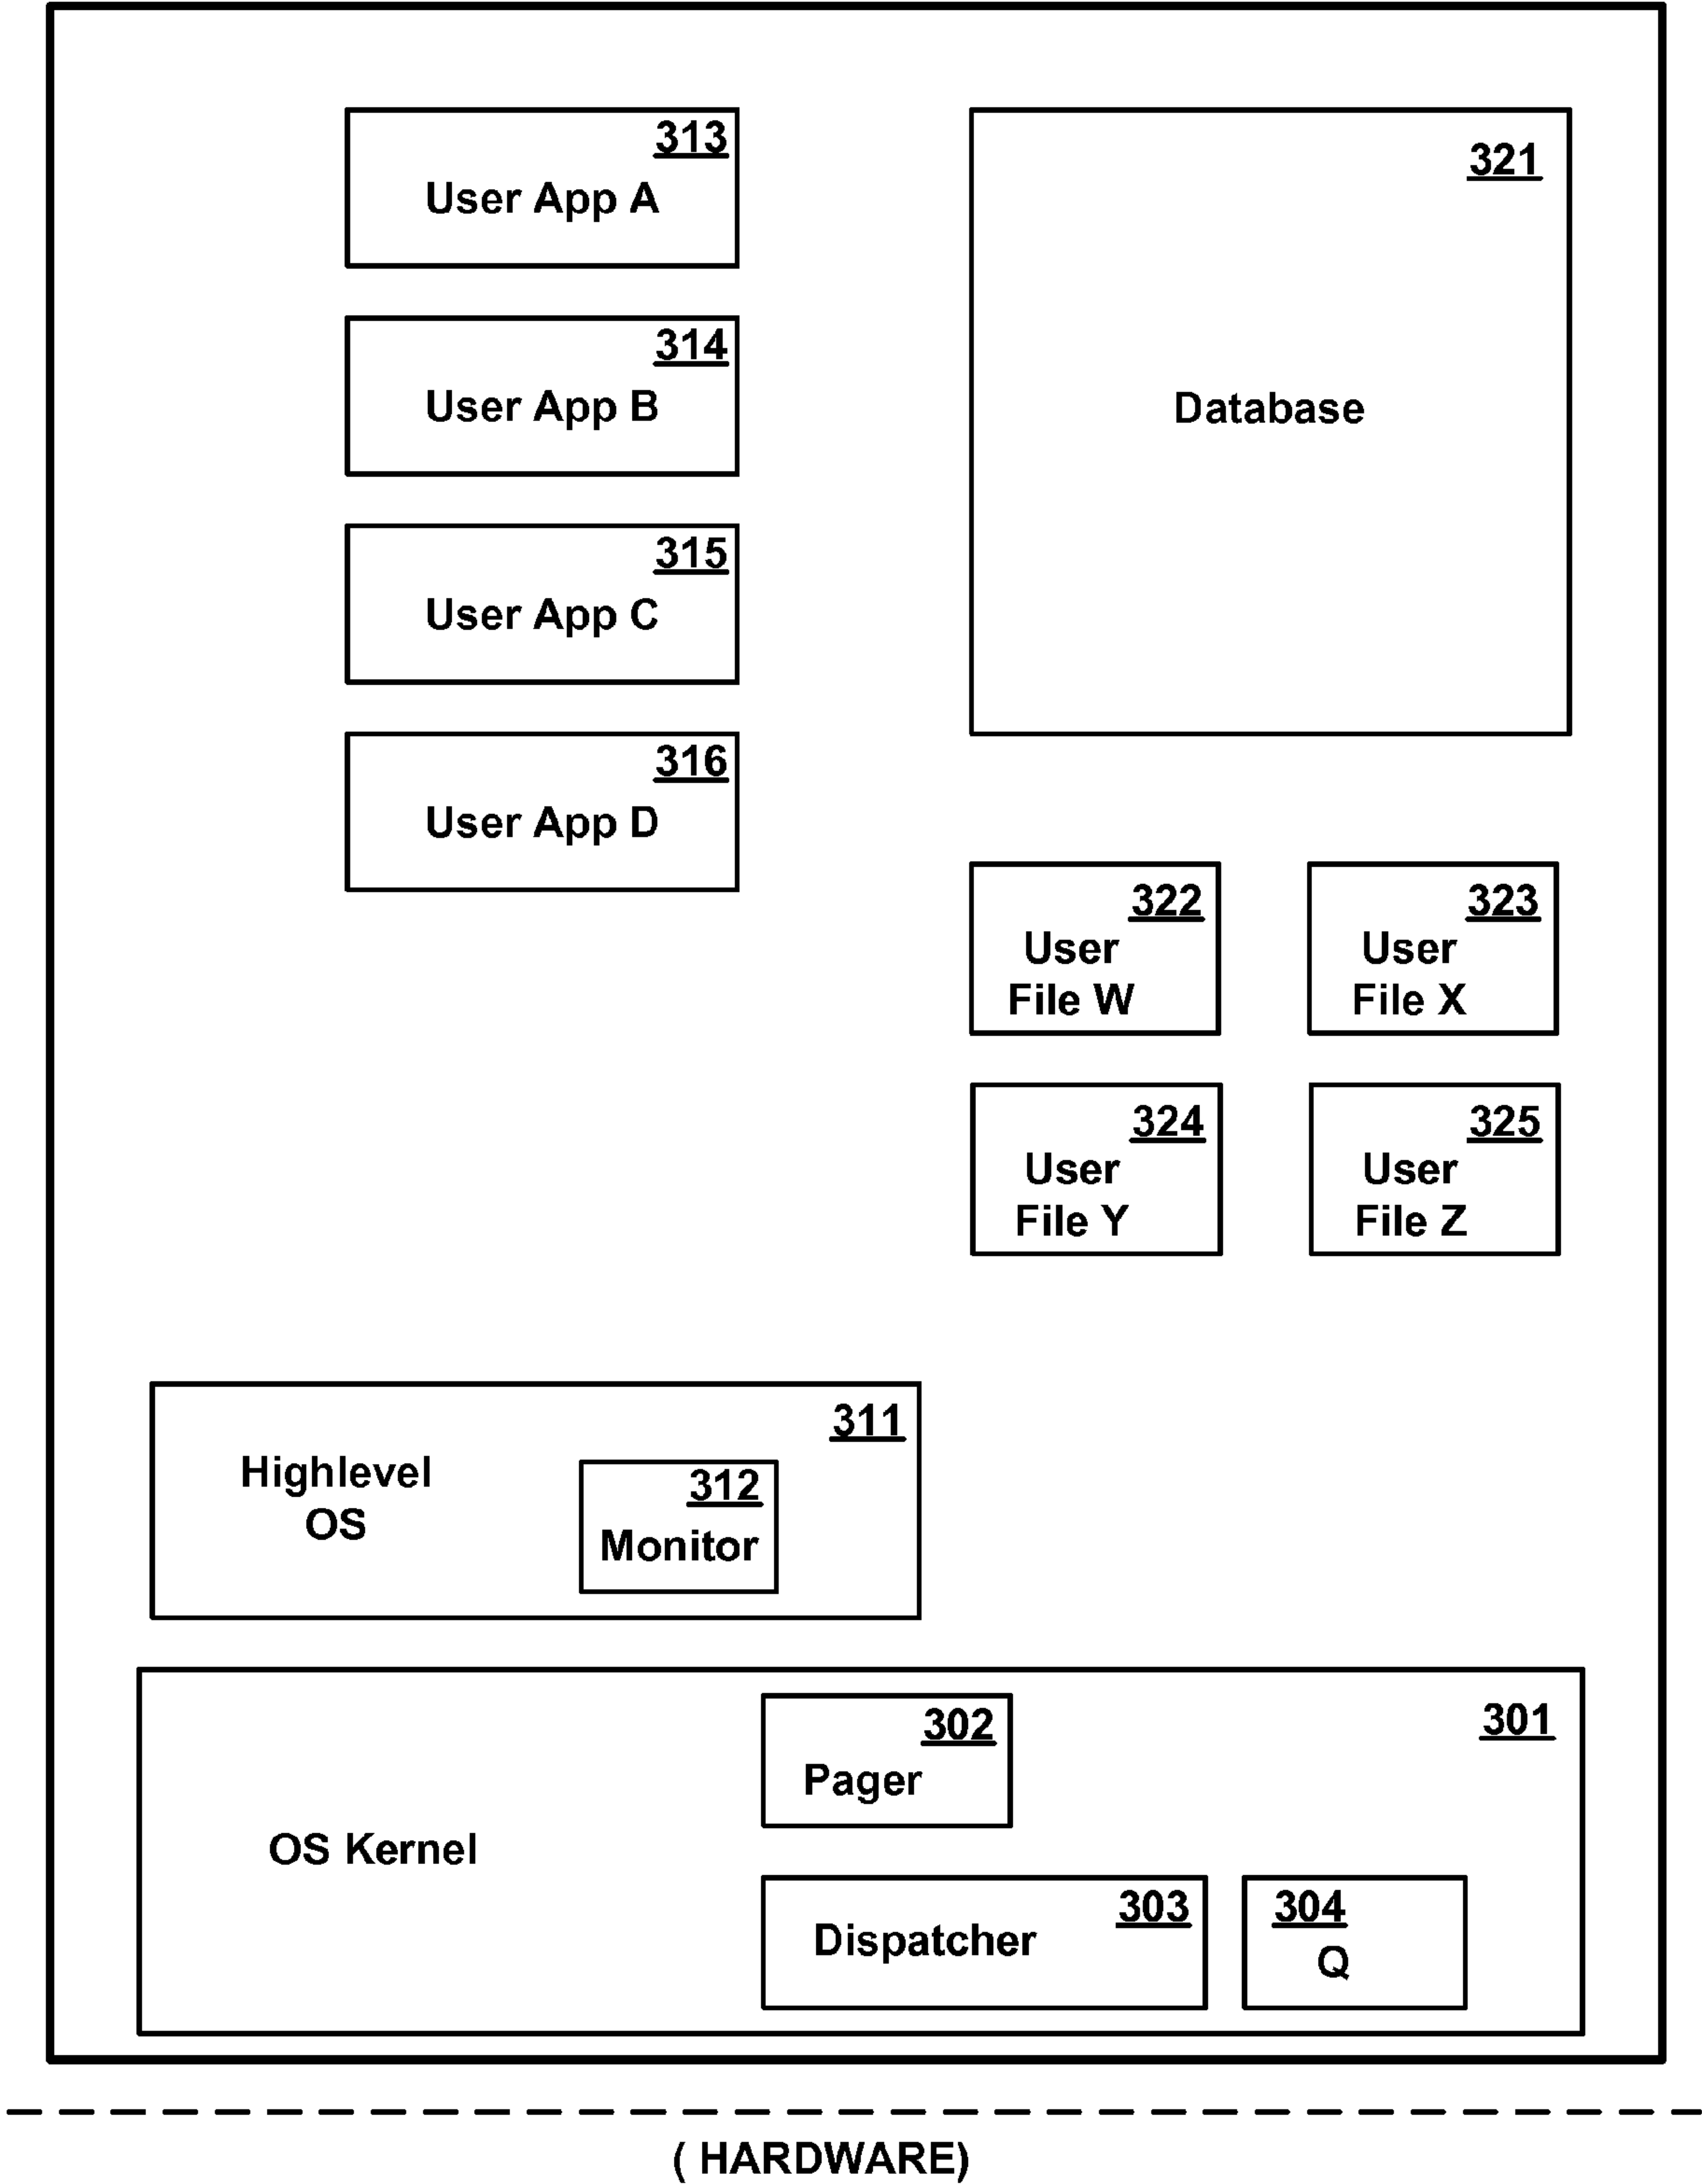 313
User App A
314
User App B
315
User App C
316
User App D
321
Database
322
User
File W
323
User
File X
324
User
File Y
325
User
File Z
311
Highlevel
OS
312
Monitor
301
OS Kernel
302
Pager
303
Dispatcher
304
Q
( HARDWARE)